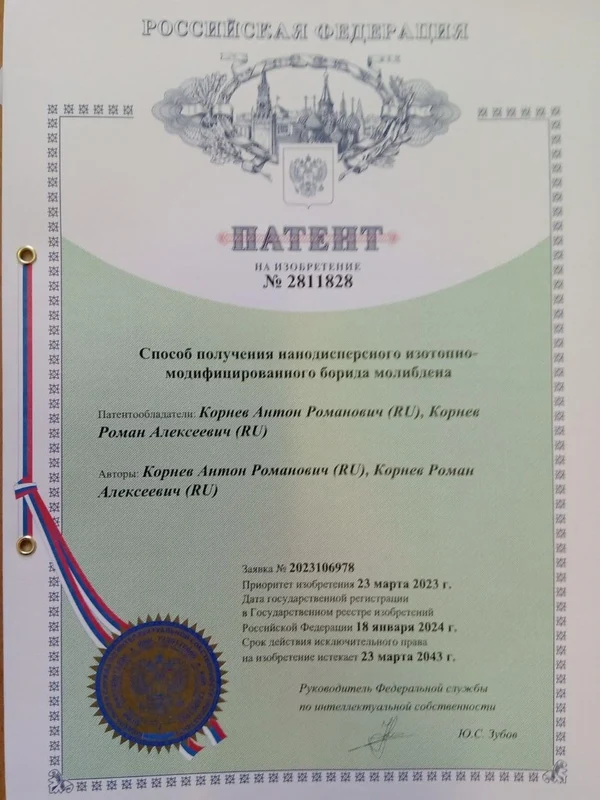 РОССИЙСКАЯ ФЕДЕРАЦИЯ
ПАТЕНТ
НА ИЗОБРЕТЕНИЕ
№ 2811828
Способ получения нанодисперсного изотопно-
модифицированного борида молибдена
Патентообладатели: Корнев Антон Романович (RU), Корнев
Роман Алексеевич (RU)
Авторы: Корнев Антон Романович (RU), Корнев Роман
Алексеевич (RU)
Заявка № 2023106978
Приоритет изобретения 23 марта 2023 г.
Дата государственной регистрации
в Государственном реестре изобретений
Российской Федерации 18 января 2024 г.
Срок действия исключительного права
на изобретение истекает 23 марта 2043 г.
Руководитель Федеральной службы
по интеллектуальной собственности
Ю.С. Зубов